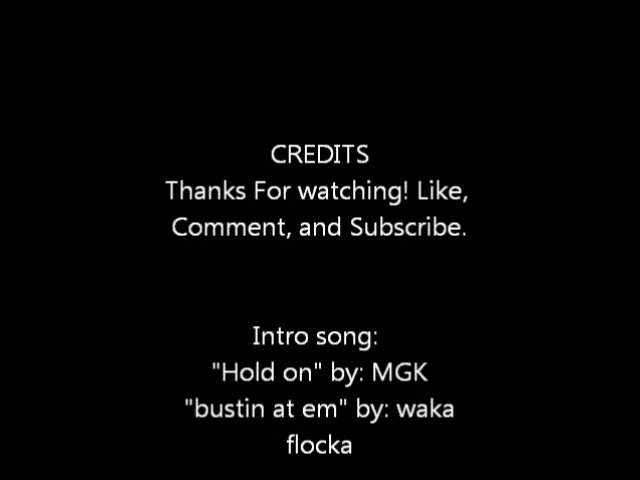 CREDITS
Thanks For watching! Like,
Comment, and Subscribe.
Intro song:
"Hold on" by: MGK
"bustin at em" by: waka
flocka